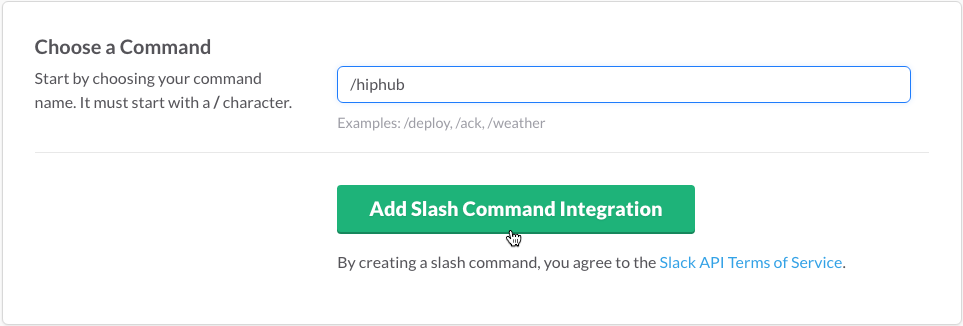 Choose a Command
Start by choosing your command
name. It must start with a / character.
/hiphub
Examples: /deploy, /ack, /weather
Add Slash Command Integration
By creating a slash command, you agree to the Slack API Terms of Service.